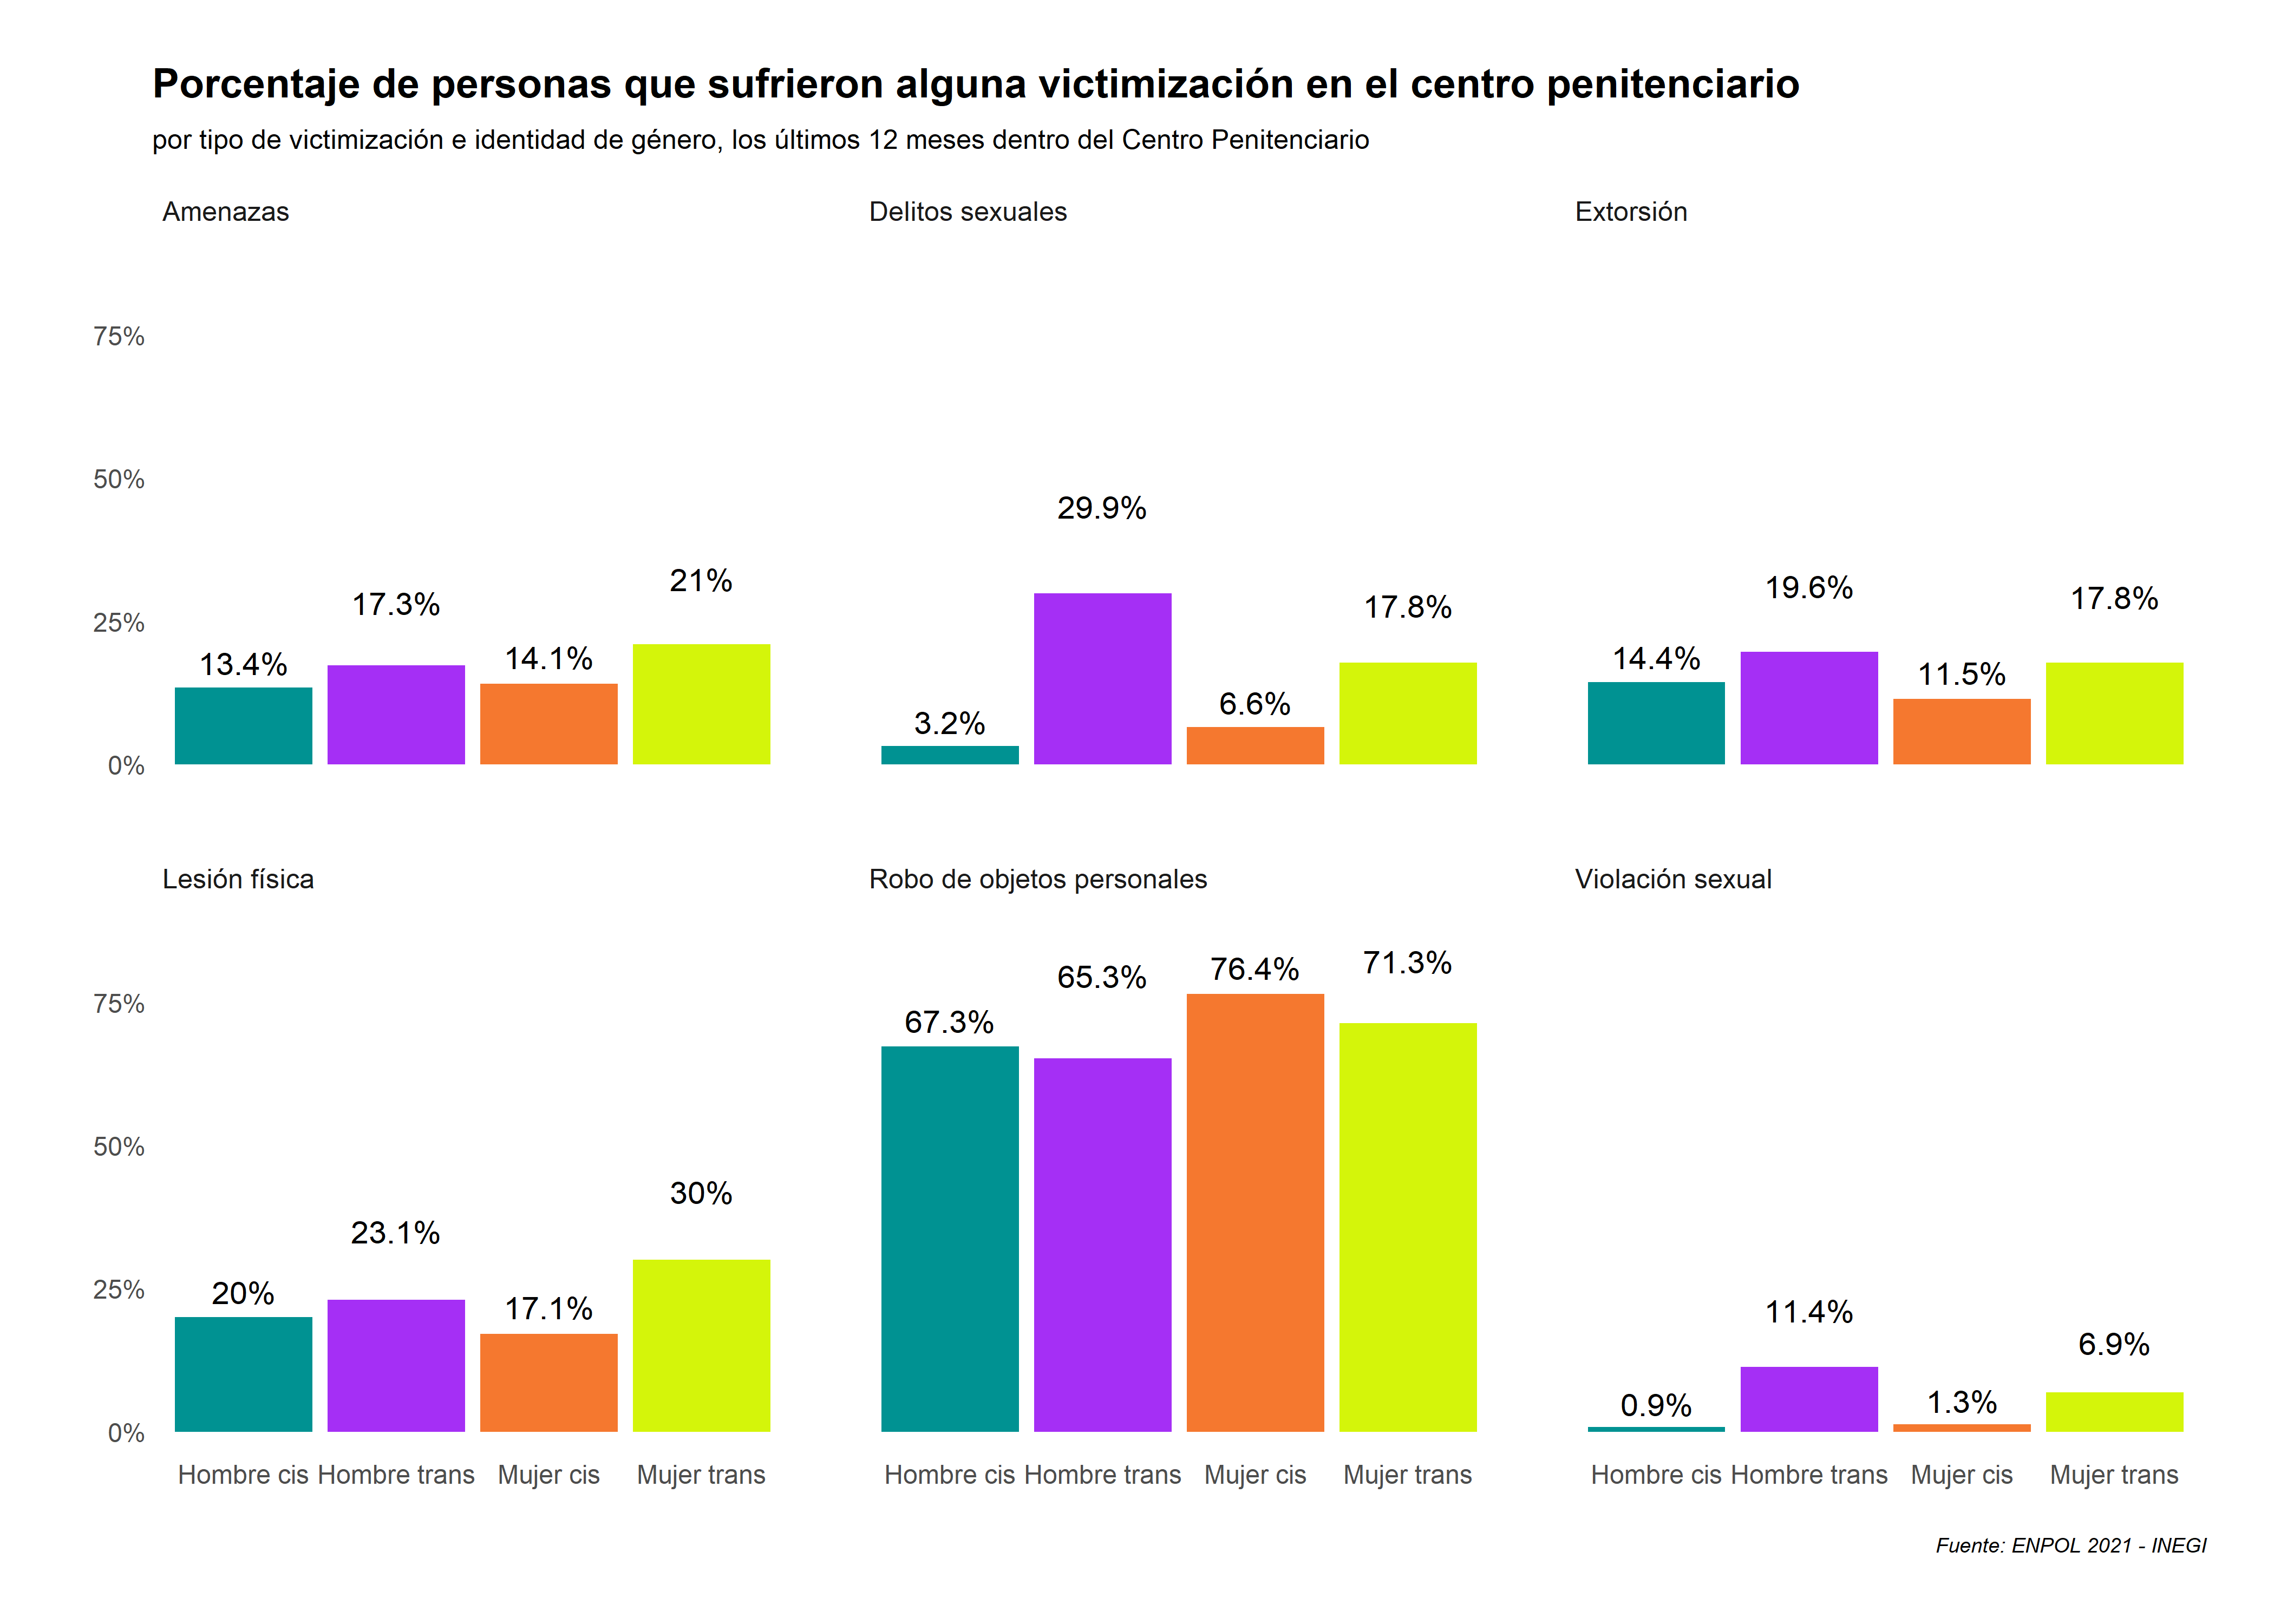 Porcentaje de personas que sufrieron alguna victimización en el centro penitenciario
por tipo de victimización e identidad de género, los últimos 12 meses dentro del Centro Penitenciario
Amenazas
Delitos sexuales
Extorsión
75%
50%
25%
0%
13.4%
17.3%
14.1%
21%
3.2%
29.9%
6.6%
17.8%
14.4%
19.6%
11.5%
17.8%
Lesión física
Robo de objetos personales
Violación sexual
75%
50%
25%
0%
20%
23.1%
17.1%
30%
67.3%
65.3%
76.4%
71.3%
0.9%
11.4%
1.3%
6.9%
Hombre cis Hombre trans Mujer cis Mujer trans
Hombre cis Hombre trans Mujer cis Mujer trans
Hombre cis Hombre trans Mujer cis Mujer trans
Fuente: ENPOL 2021 - INEGI